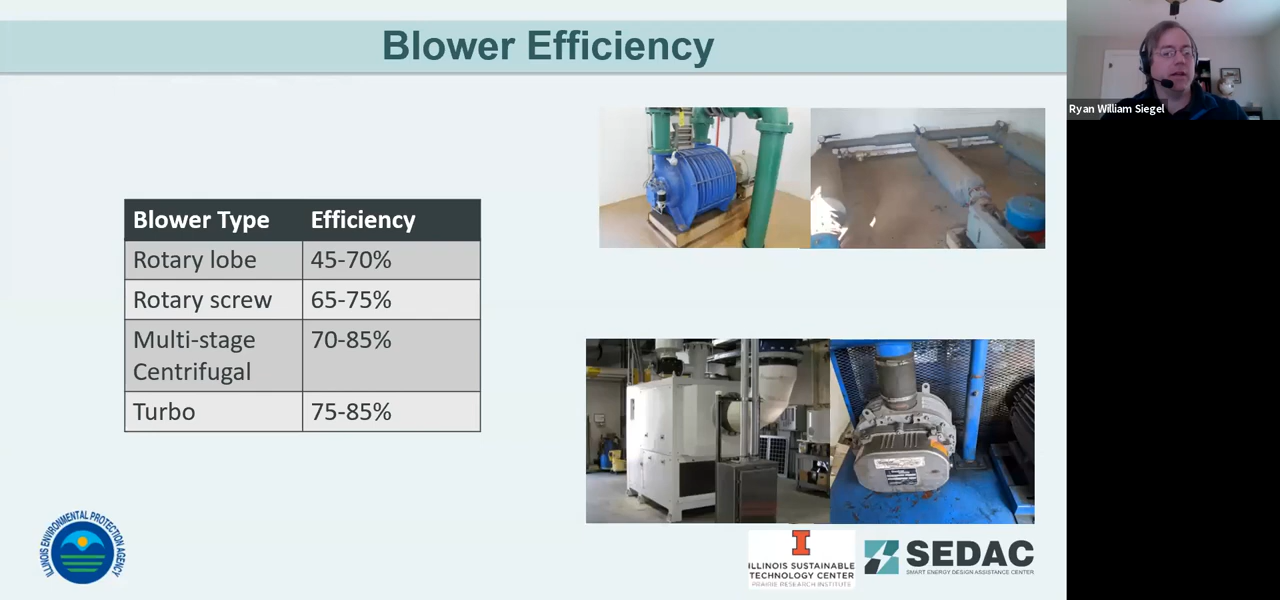 Blower Efficiency
Ryan William Siegel
Blower Type Efficiency
Rotary lobe 45-70%
Rotary screw 65-75%
Multi-stage 70-85%
Centrifugal
Turbo 75-85%
ILLINOIS ENVIRONMENTAL PROTECTION AGENCY
I
ILLINOIS SUSTAINABLE
TECHNOLOGY CENTER
PRAIRIE RESEARCH INSTITUTE
SEDAC
SMART ENERGY DESIGN ASSISTANCE CENTER